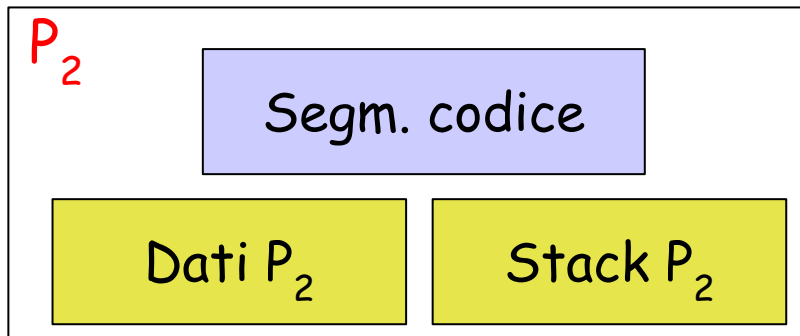 P₂
Segm. codice
Dati P₂
Stack P₂